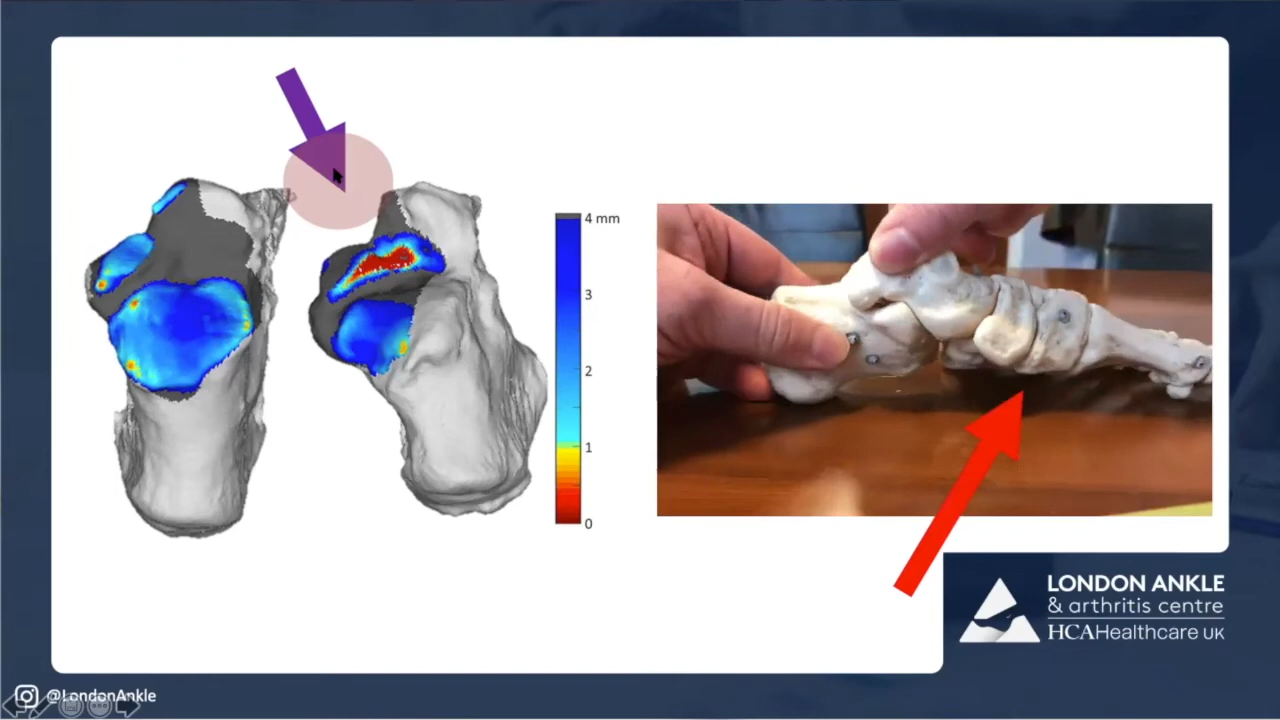 4 mm
3
2
1
0
LONDON ANKLE
& arthritis centre
HCAHealthcare UK
@LondonAnkle